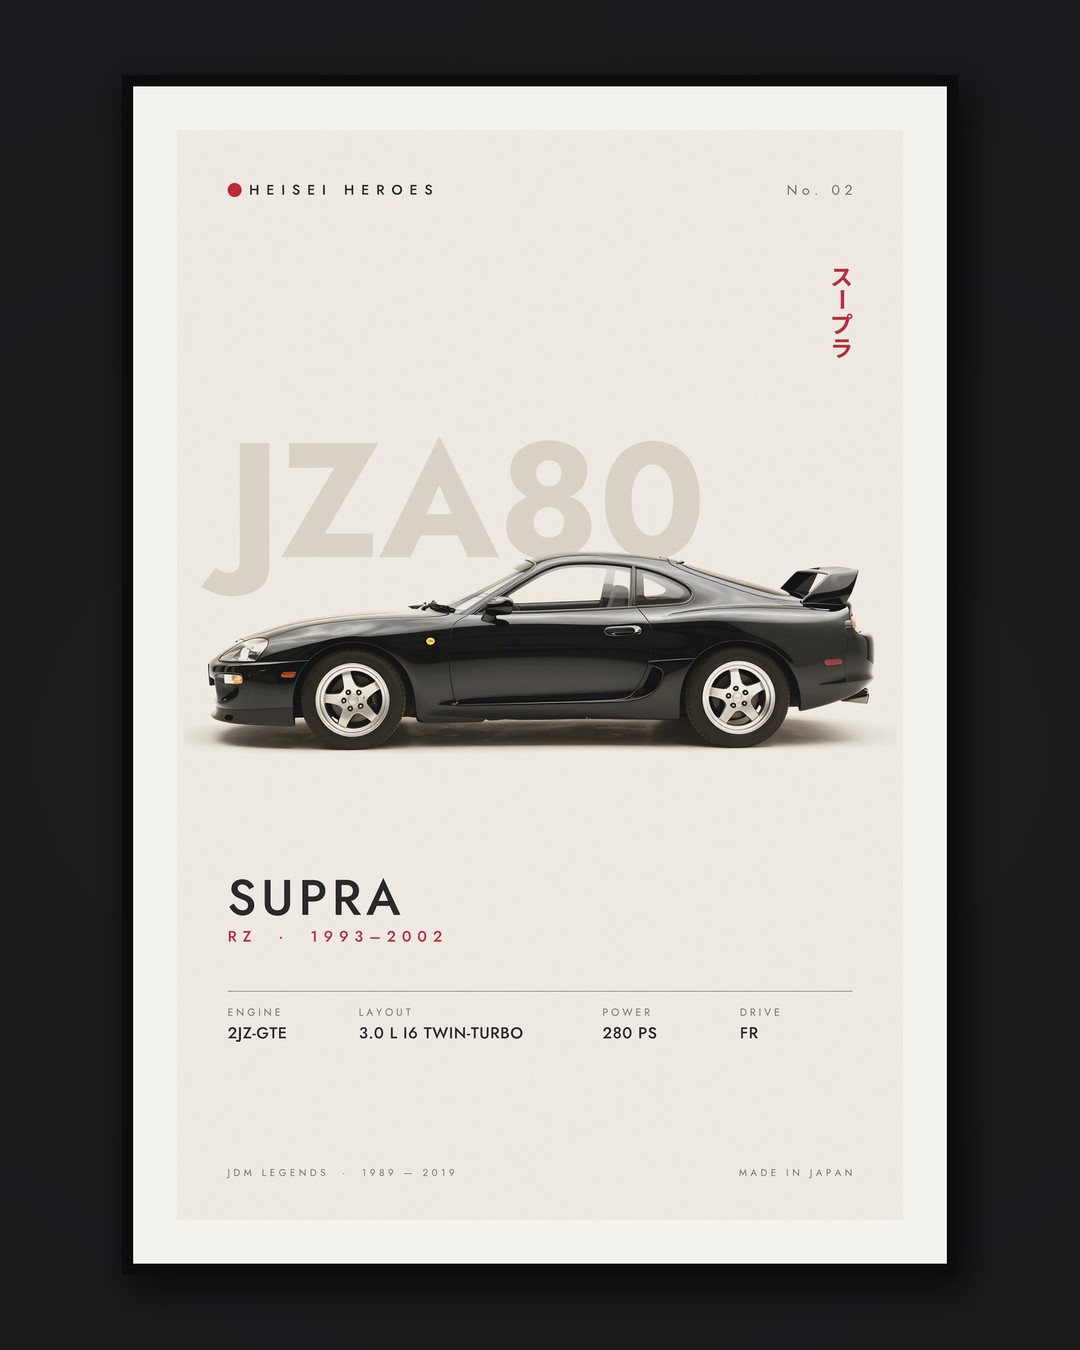 HEISEI HEROES
No. 02
スープラ
JZA80
SUPRA
RZ · 1993–2002
ENGINE
2JZ-GTE
LAYOUT
3.0 L I6 TWIN-TURBO
POWER
280 PS
DRIVE
FR
JDM LEGENDS · 1989 — 2019
MADE IN JAPAN